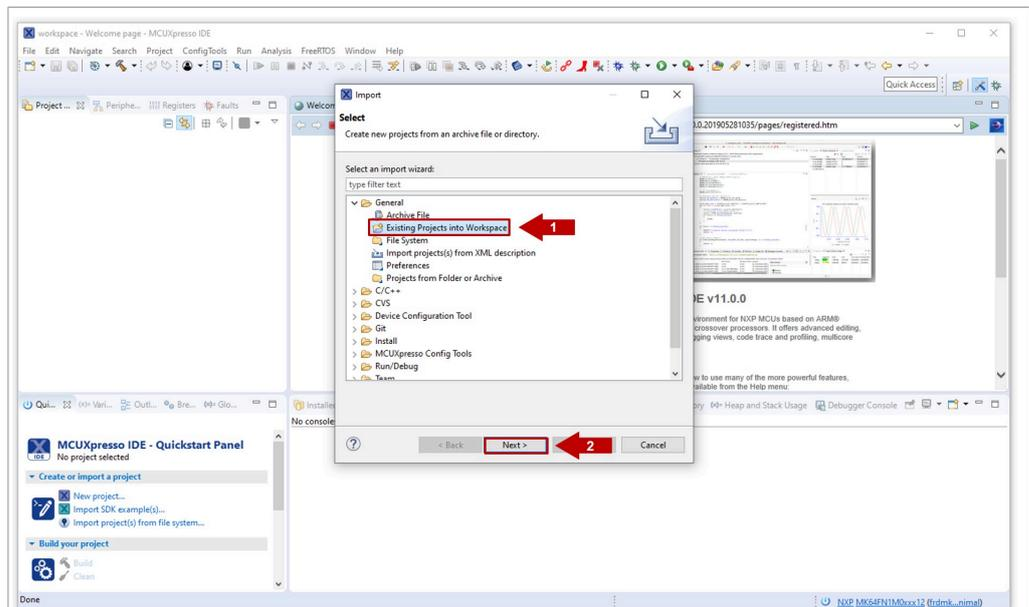 workspace - Welcome page - MCUXpresso IDE
File Edit Navigate Search Project ConfigTools Run Analysis FreeRTOS Window Help
Quick Access
Project ... Periphe... Registers Faults
Welcom
0.0.201905281035/pages/registered.htm
Import
Select
Create new projects from an archive file or directory.
Select an import wizard:
type filter text
General
Archive File
Existing Projects into Workspace
1
File System
Import projects(s) from XML description
Preferences
Projects from Folder or Archive
C/C++
CVS
Device Configuration Tool
Git
Install
MCUXpresso Config Tools
Run/Debug
Team
< Back
Next >
2
Cancel
DE v11.0.0
vironment for NXP MCUs based on ARM®
crossover processors. It offers advanced editing,
gging views, code trace and profiling, multicore
w to use many of the more powerful features,
vailable from the Help menu:
Qui... (x)= Vari... Outl... Bre... (x)= Glo...
Installe
ory Heap and Stack Usage Debugger Console
No console
IDE
MCUXpresso IDE - Quickstart Panel
No project selected
Create or import a project
New project...
Import SDK example(s)...
Import project(s) from file system...
Build your project
Build
Clean
Done
NXP MK64FN1M0xxx12 (frdmk...nimal)